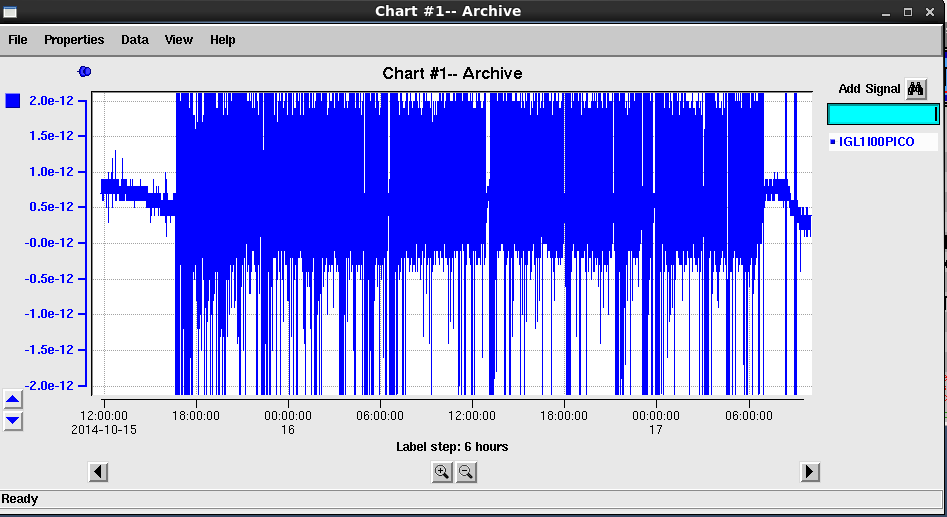 Chart #1-- Archive
File Properties Data View Help
Chart #1-- Archive
Add Signal
IGL1I00PICO
2.0e-12
1.5e-12
1.0e-12
0.5e-12
-0.0e-12
-0.5e-12
-1.0e-12
-1.5e-12
-2.0e-12
12:00:00 18:00:00 00:00:00 06:00:00 12:00:00 18:00:00 00:00:00 06:00:00
2014-10-15 16 17
Label step: 6 hours
Ready